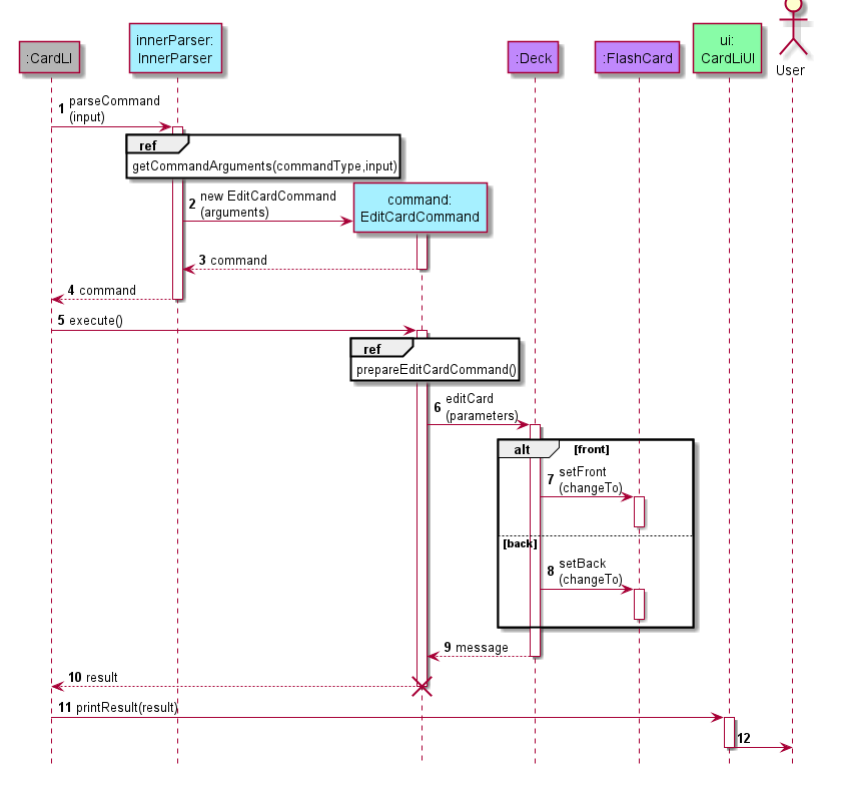 :CardLI
innerParser:
InnerParser
:Deck
:FlashCard
ui:
CardLiUI
User
1 parseCommand
(input)
ref
getCommandArguments(commandType,input)
2 new EditCardCommand
(arguments)
command:
EditCardCommand
3 command
4 command
5 execute()
ref
prepareEditCardCommand()
6 editCard
(parameters)
alt [front]
7 setFront
(changeTo)
[back]
8 setBack
(changeTo)
9 message
10 result
11 printResult(result)
12